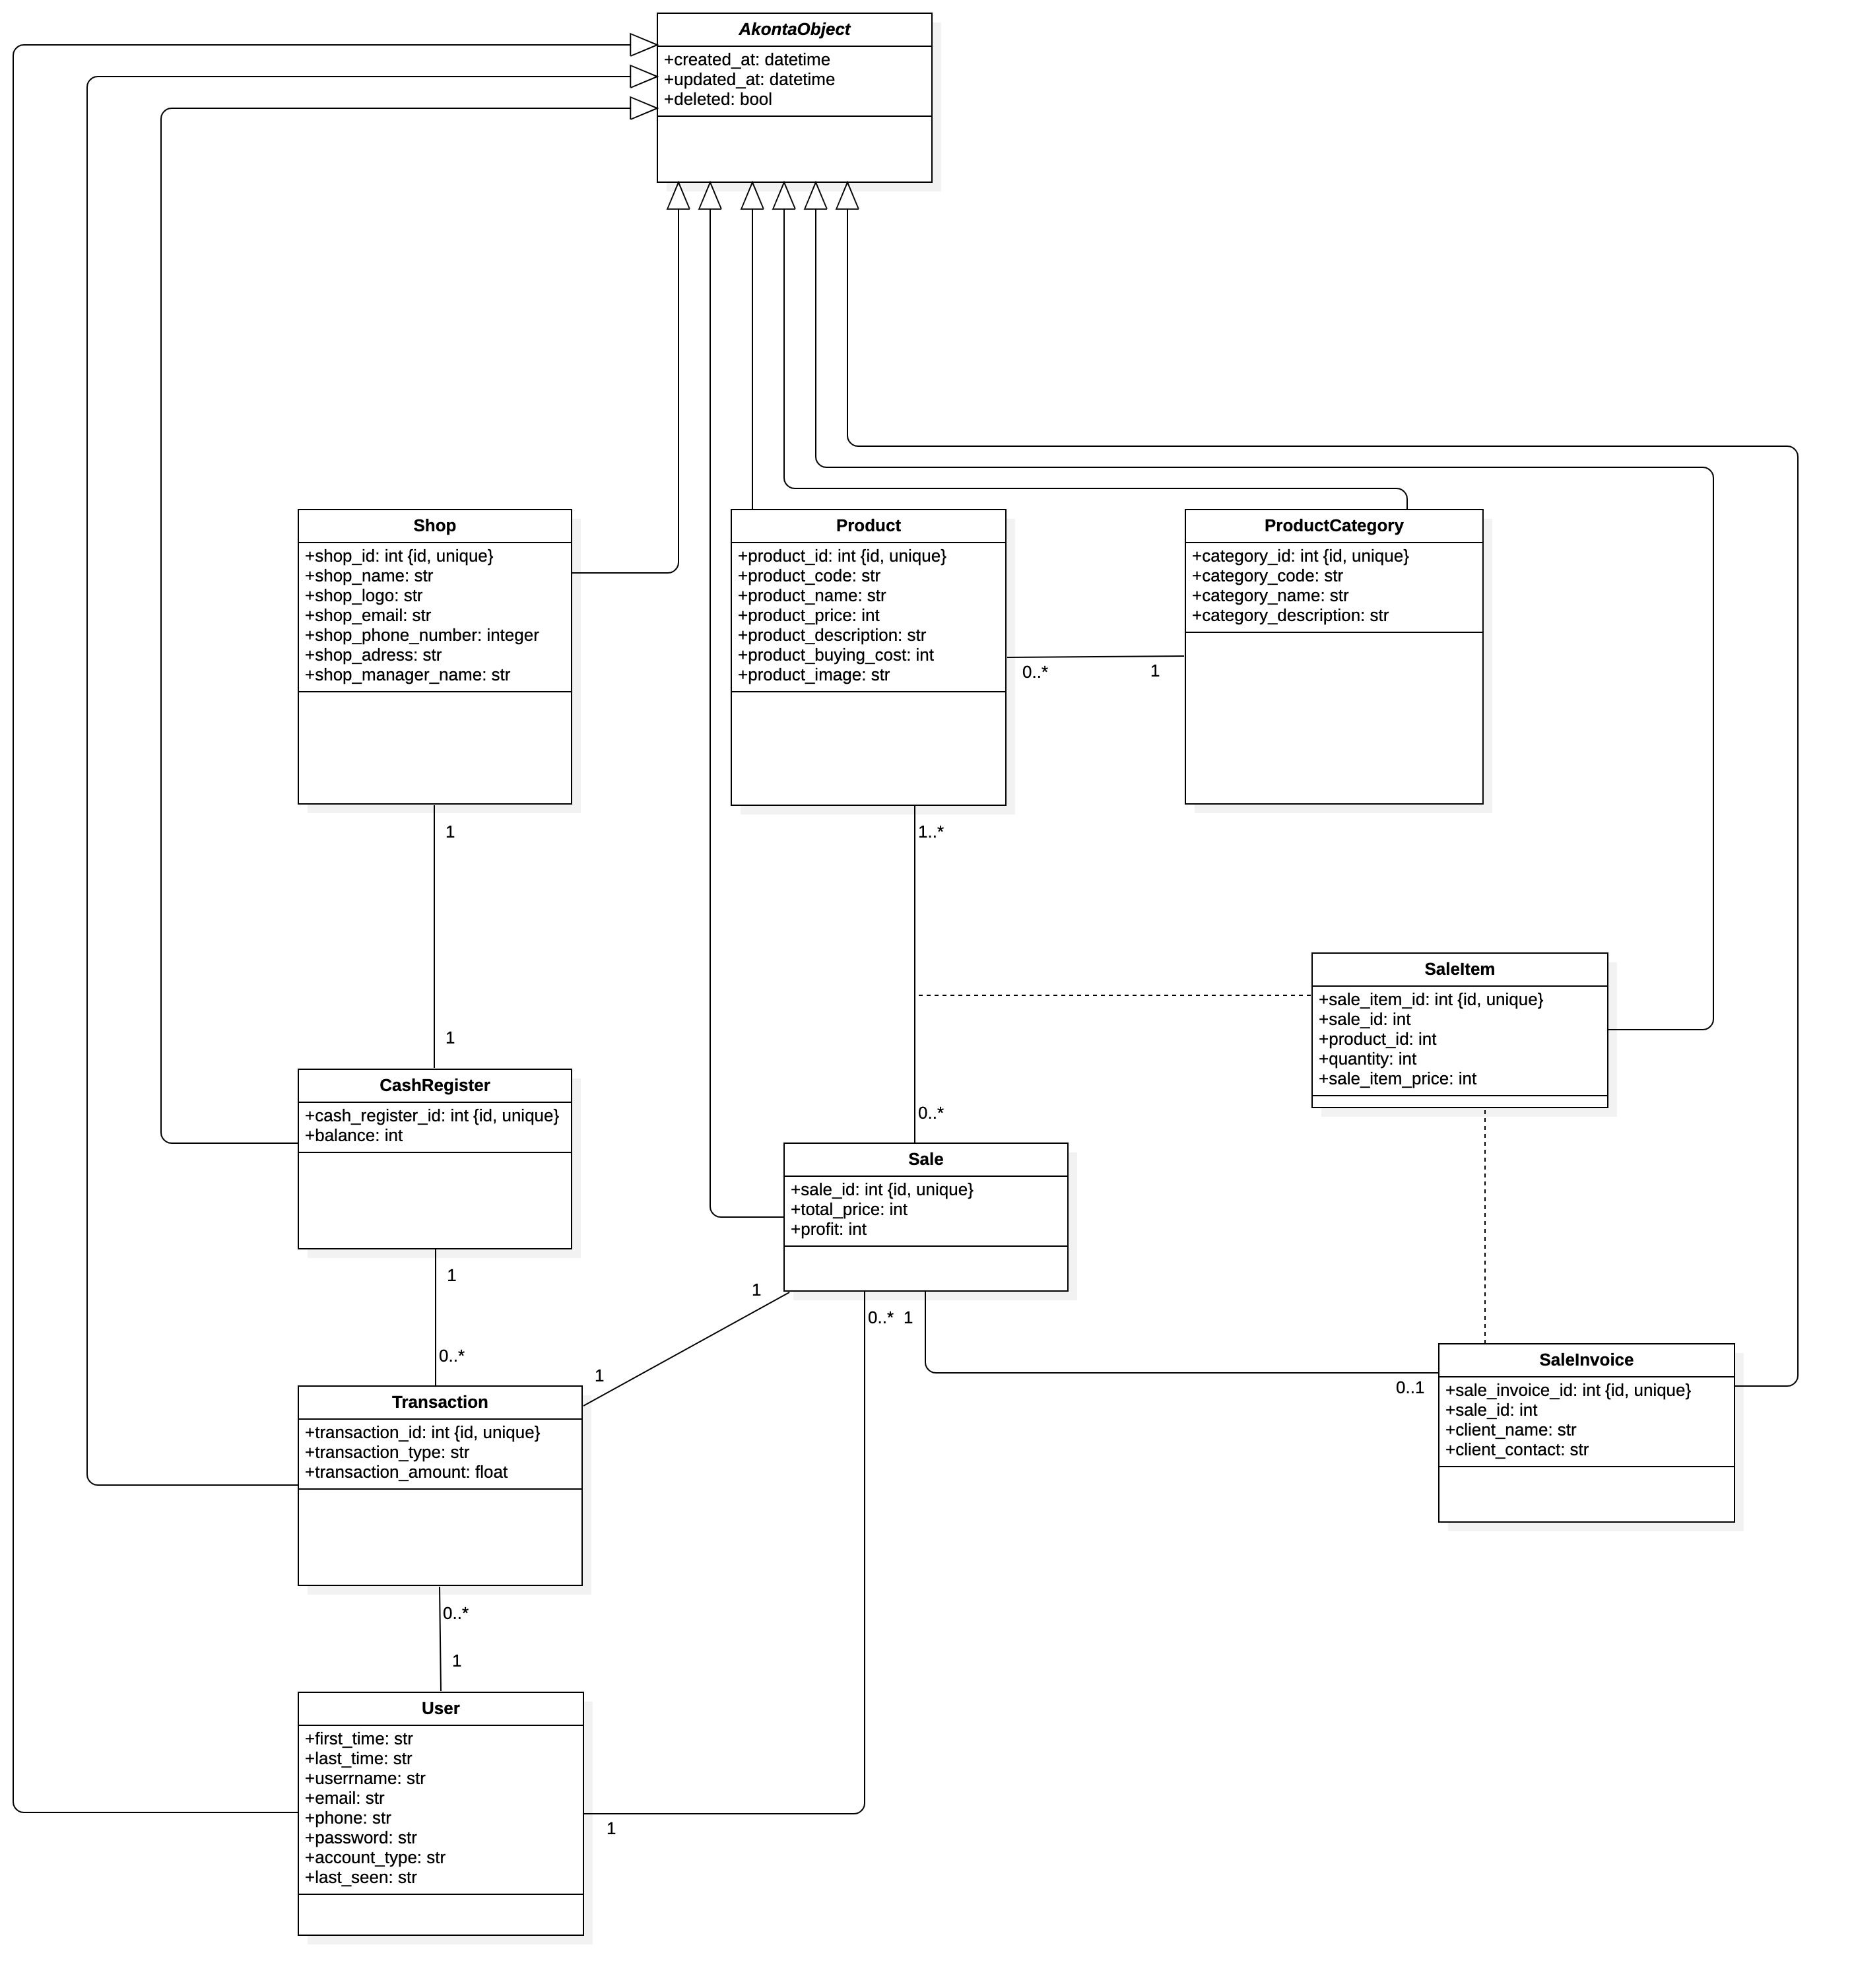 AkontaObject
+created_at: datetime
+updated_at: datetime
+deleted: bool
Shop
+shop_id: int {id, unique}
+shop_name: str
+shop_logo: str
+shop_email: str
+shop_phone_number: integer
+shop_adress: str
+shop_manager_name: str
Product
+product_id: int {id, unique}
+product_code: str
+product_name: str
+product_price: int
+product_description: str
+product_buying_cost: int
+product_image: str
ProductCategory
+category_id: int {id, unique}
+category_code: str
+category_name: str
+category_description: str
0..*
1
1
1..*
SaleItem
+sale_item_id: int {id, unique}
+sale_id: int
+product_id: int
+quantity: int
+sale_item_price: int
1
CashRegister
+cash_register_id: int {id, unique}
+balance: int
0..*
Sale
+sale_id: int {id, unique}
+total_price: int
+profit: int
1
1
0..*
1
0..*
1
0..1
SaleInvoice
+sale_invoice_id: int {id, unique}
+sale_id: int
+client_name: str
+client_contact: str
Transaction
+transaction_id: int {id, unique}
+transaction_type: str
+transaction_amount: float
0..*
1
User
+first_time: str
+last_time: str
+userrname: str
+email: str
+phone: str
+password: str
+account_type: str
+last_seen: str
1